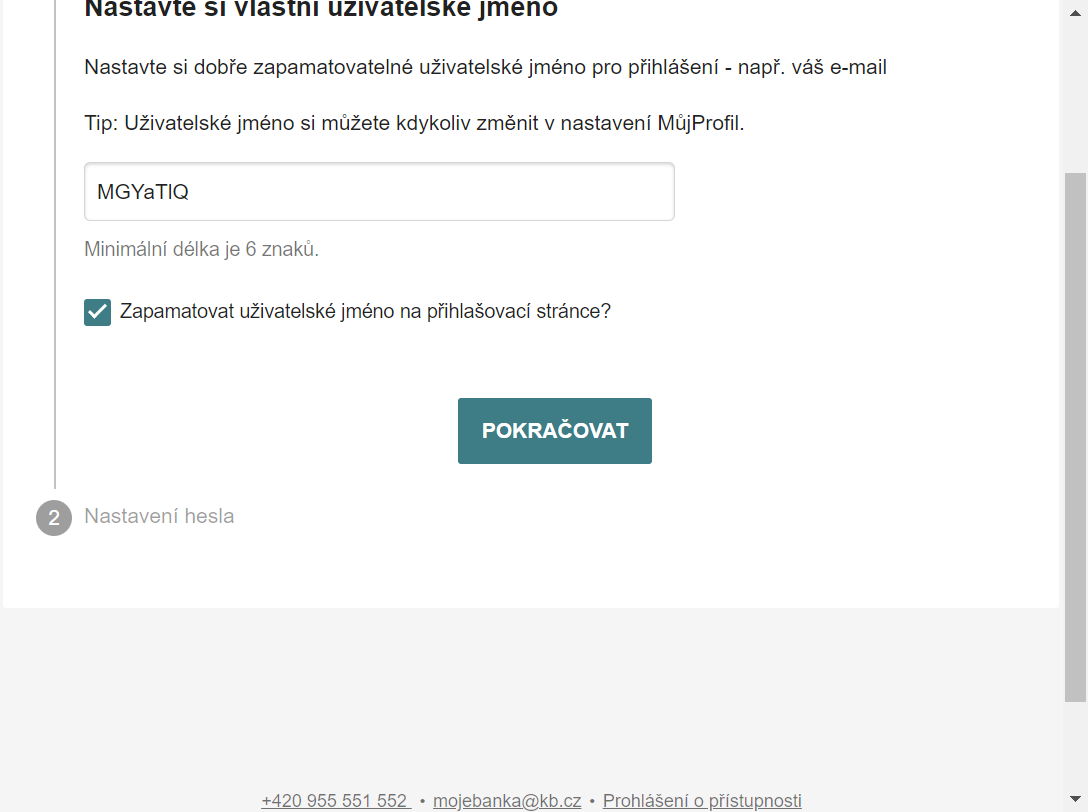 Nastavte si vlastní uživatelské jméno
Nastavte si dobře zapamatovatelné uživatelské jméno pro přihlášení - např. váš e-mail
Tip: Uživatelské jméno si můžete kdykoliv změnit v nastavení MůjProfil.
MGYaTlQ
Minimální délka je 6 znaků.
Zapamatovat uživatelské jméno na přihlašovací stránce?
POKRAČOVAT
2 Nastavení hesla
+420 955 551 552 • mojebanka@kb.cz • Prohlášení o přístupnosti